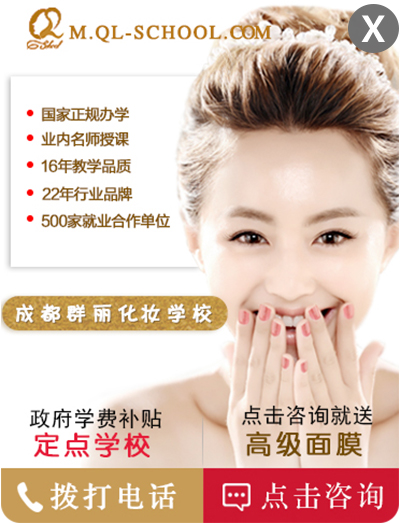 M.QL-SCHOOL.COM
X
国家正规办学
业内名师授课
16年教学品质
22年行业品牌
500家就业合作单位
成都群丽化妆学校
政府学费补贴
定点学校
点击咨询就送
高级面膜
拨打电话
点击咨询